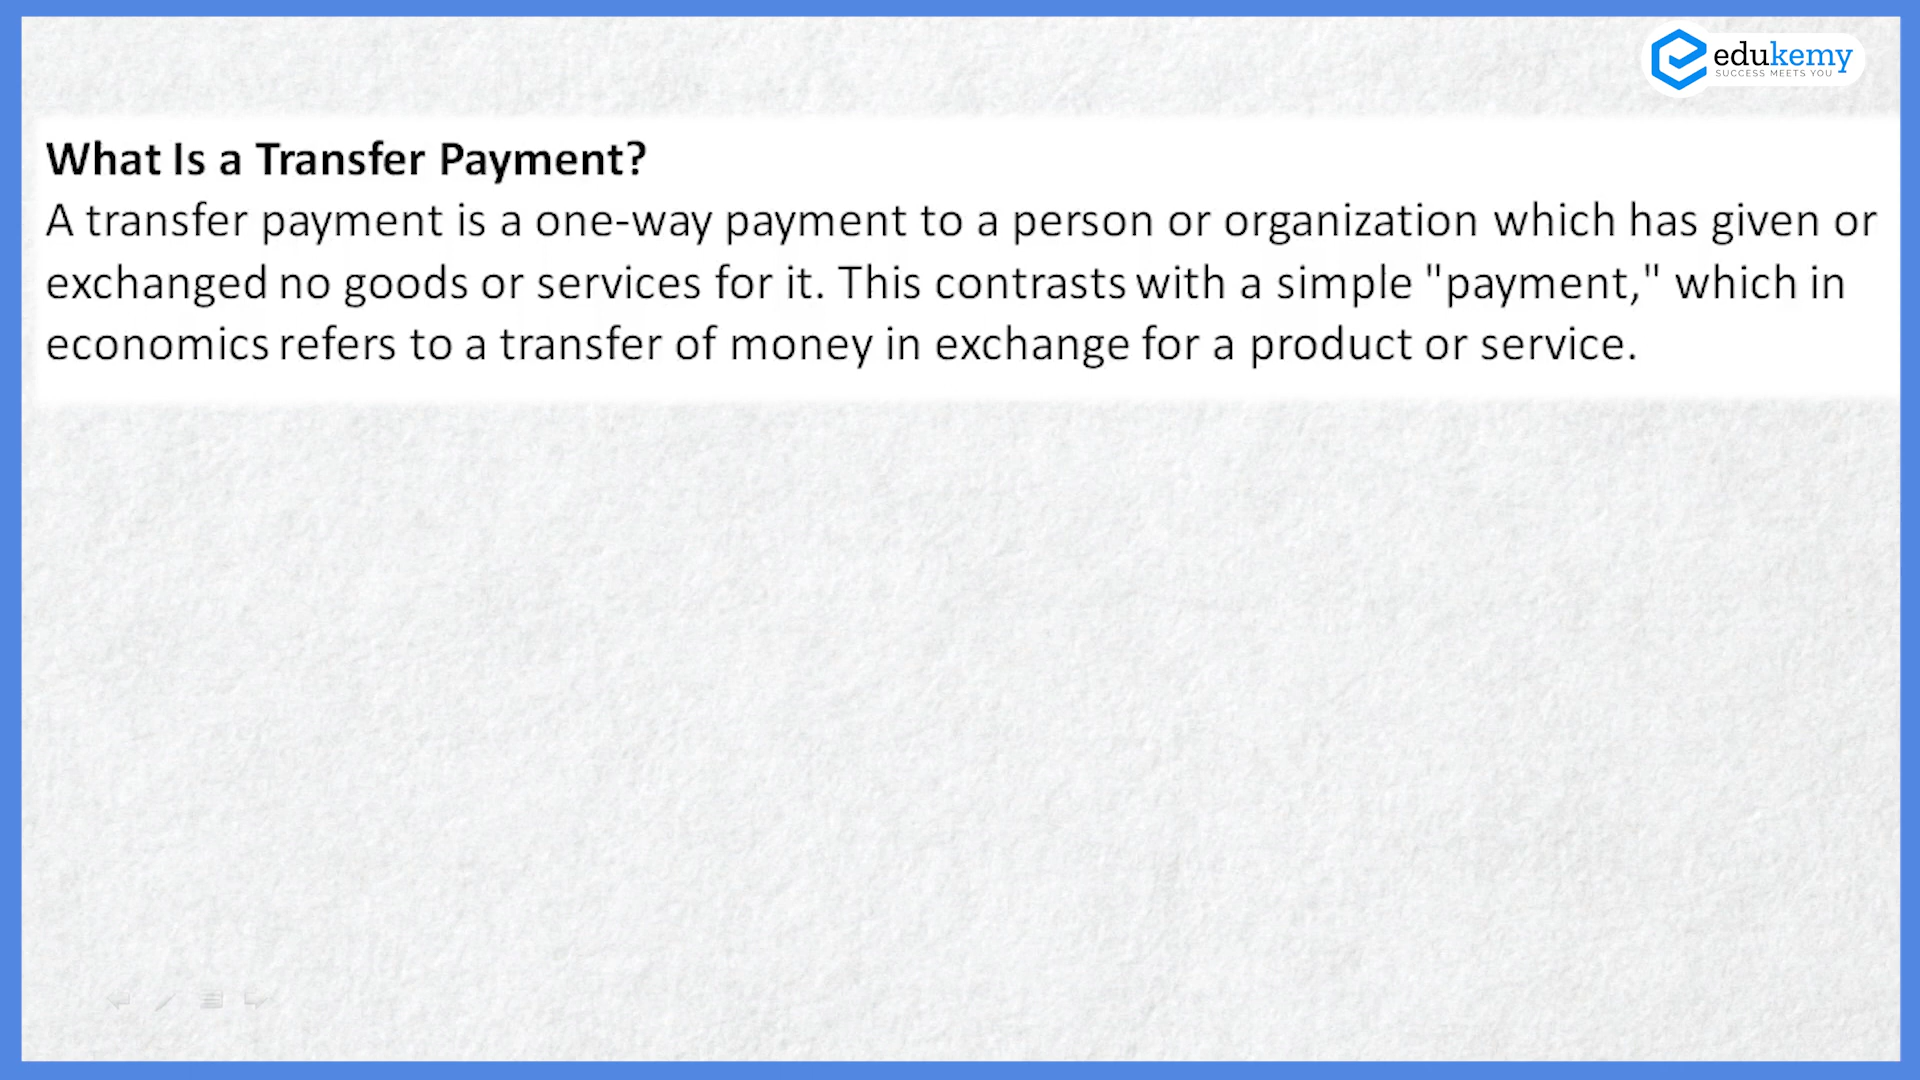 edukemy
SUCCESS MEETS YOU
What Is a Transfer Payment?
A transfer payment is a one-way payment to a person or organization which has given or
exchanged no goods or services for it. This contrasts with a simple "payment," which in
economics refers to a transfer of money in exchange for a product or service.